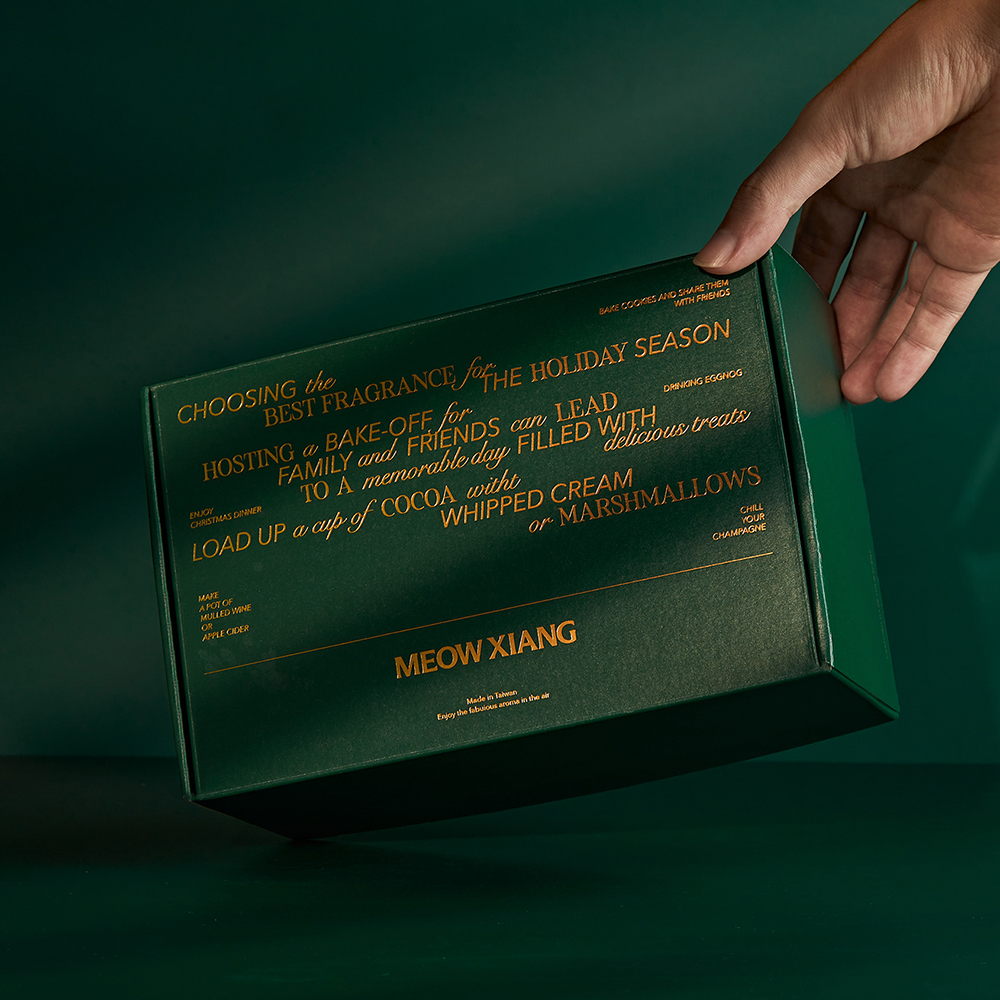 BAKE COOKIES AND SHARE THEM
WITH FRIENDS
CHOOSING the
BEST FRAGRANCE for
THE HOLIDAY SEASON
DRINKING EGGNOG
HOSTING a BAKE-OFF for
FAMILY and FRIENDS can LEAD
TO A memorable day FILLED WITH
delicious treats
ENJOY
CHRISTMAS DINNER
LOAD UP a cup of COCOA witht
WHIPPED CREAM
or MARSHMALLOWS
CHILL
YOUR
CHAMPAGNE
MAKE
A POT OF
MULLED WINE
OR
APPLE CIDER
MEOW XIANG
Made in Taiwan
Enjoy the fabulous aroma in the air